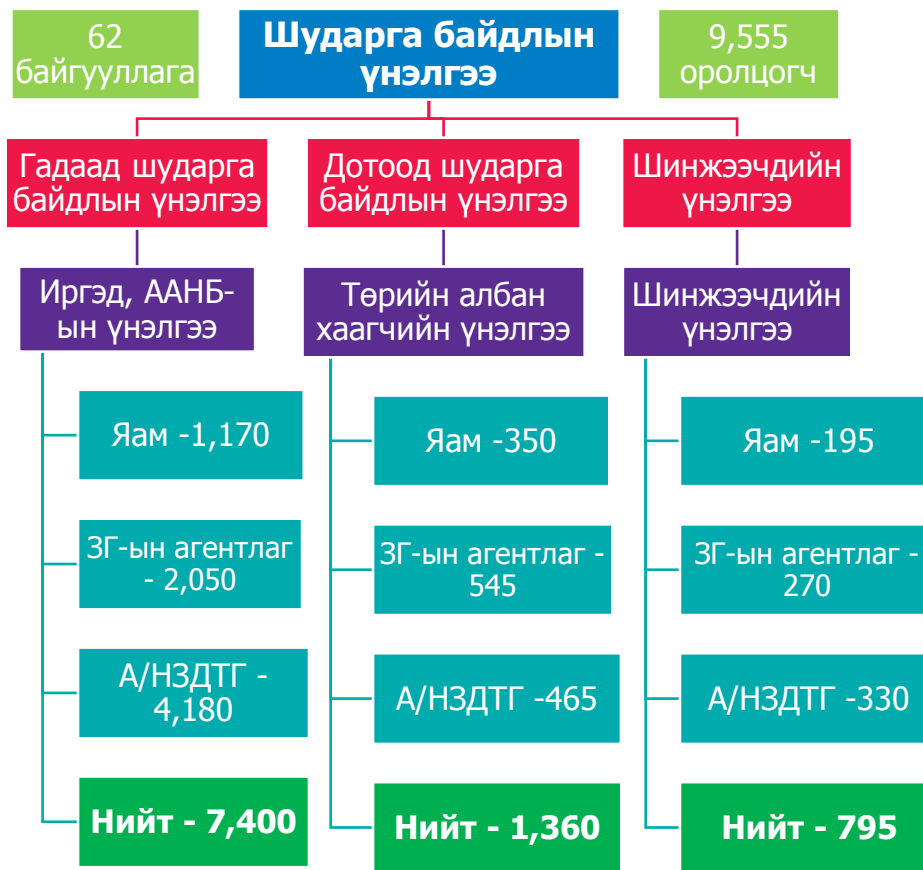 62
байгууллага
Шударга байдлын
үнэлгээ
9,555
оролцогч
Гадаад шударга
байдлын үнэлгээ
Дотоод шударга
байдлын үнэлгээ
Шинжээчдийн
үнэлгээ
Иргэд, ААНБ-
ын үнэлгээ
Төрийн албан
хаагчийн үнэлгээ
Шинжээчдийн
үнэлгээ
Яам -1,170
Яам -350
Яам -195
ЗГ-ын агентлаг
- 2,050
ЗГ-ын агентлаг -
545
ЗГ-ын агентлаг -
270
А/НЗДТГ -
4,180
А/НЗДТГ -465
А/НЗДТГ -330
Нийт - 7,400
Нийт - 1,360
Нийт - 795